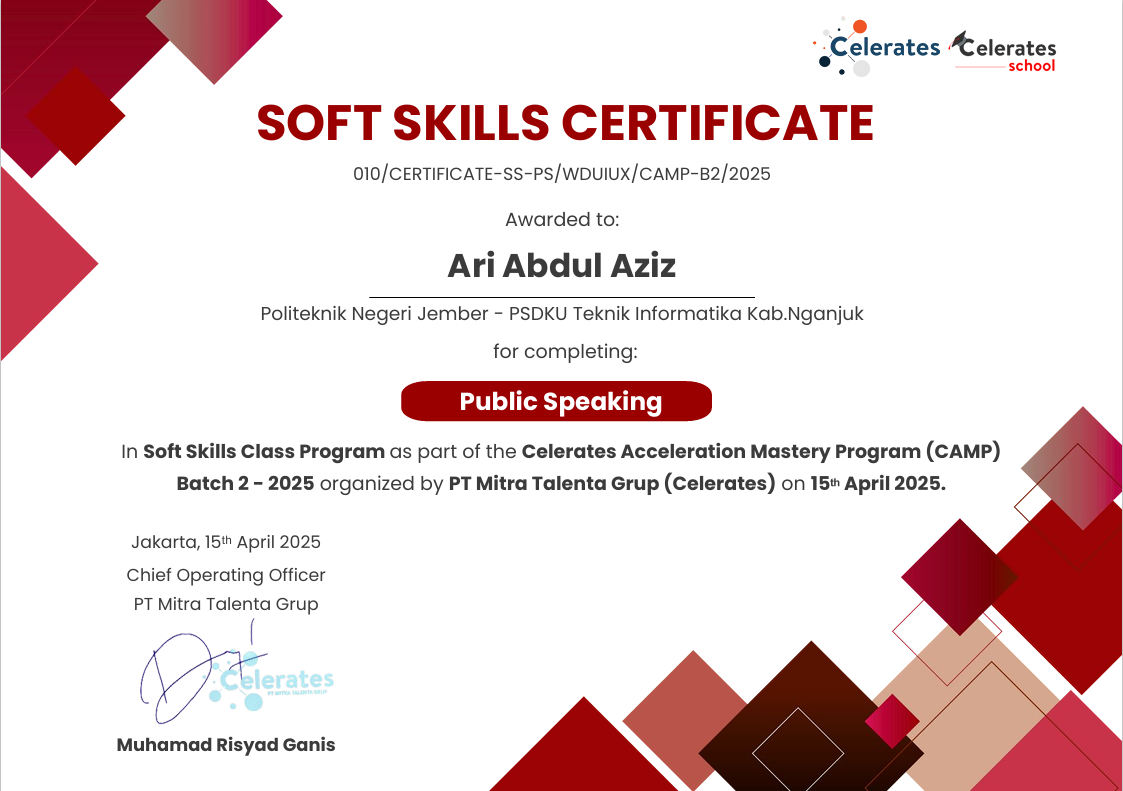 Celerates Celerates
school
SOFT SKILLS CERTIFICATE
010/CERTIFICATE-SS-PS/WDUIUX/CAMP-B2/2025
Awarded to:
Ari Abdul Aziz
Politeknik Negeri Jember - PSDKU Teknik Informatika Kab.Nganjuk
for completing:
Public Speaking
In Soft Skills Class Program as part of the Celerates Acceleration Mastery Program (CAMP)
Batch 2 - 2025 organized by PT Mitra Talenta Grup (Celerates) on 15th April 2025.
Jakarta, 15th April 2025
Chief Operating Officer
PT Mitra Talenta Grup
Celerates
PT MITRA TALENTA GRUP
Muhamad Risyad Ganis